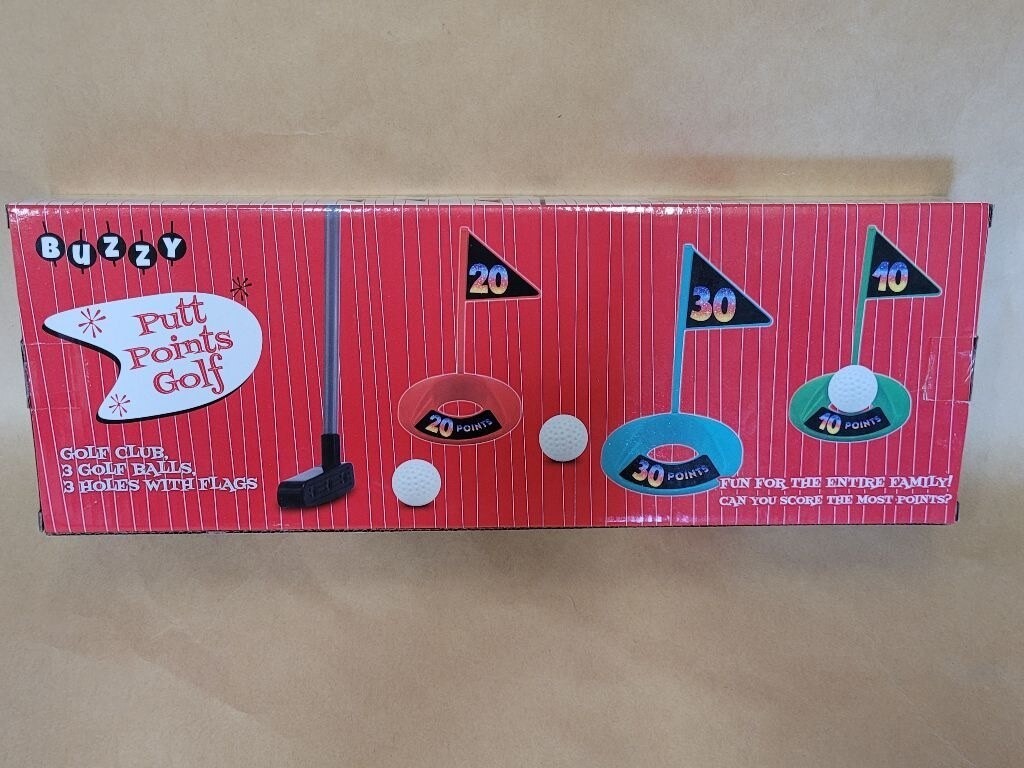 BUZZY
Putt
Points
Golf
GOLF CLUB,
3 GOLF BALLS,
3 HOLES WITH FLAGS
20
20 POINTS
30
30 POINTS
10
10 POINTS
FUN FOR THE ENTIRE FAMILY!
CAN YOU SCORE THE MOST POINTS?